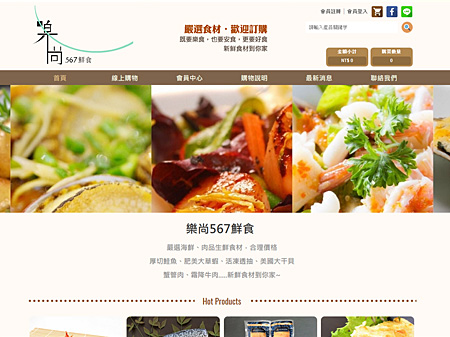 樂尚
567鮮食
會員註冊 | 會員登入
嚴選食材・歡迎訂購
既要樂食，也要安食，更要好食
新鮮食材到你家
請輸入產品關鍵字
金額小計
NT$ 0
購買數量
0
首頁 線上購物 會員中心 購物說明 最新消息 聯絡我們
樂尚567鮮食
嚴選海鮮、肉品生鮮食材，合理價格
厚切鮭魚、肥美大草蝦、活凍透抽、美國大干貝
蟹管肉、霜降牛肉.....新鮮食材到你家~
Hot Products